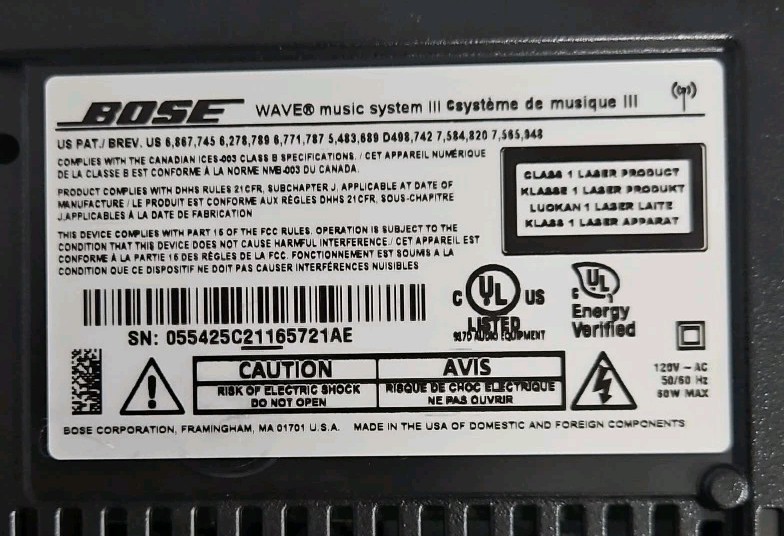 BOSE WAVE® music system III Csystème de musique III
US PAT./BREV. US 6,867,745 6,278,789 6,771,787 5,483,689 D498,742 7,584,820 7,565,948
COMPLIES WITH THE CANADIAN ICES-003 CLASS B SPECIFICATIONS. / CET APPAREIL NUMÉRIQUE
DE LA CLASSE B EST CONFORME À LA NORME NMB-003 DU CANADA.
PRODUCT COMPLIES WITH DHHS RULES 21CFR, SUBCHAPTER J, APPLICABLE AT DATE OF
MANUFACTURE / LE PRODUIT EST CONFORME AUX RÈGLES DHHS 21CFR, SOUS-CHAPITRE
J,APPLICABLES À LA DATE DE FABRICATION
THIS DEVICE COMPLIES WITH PART 15 OF THE FCC RULES. OPERATION IS SUBJECT TO THE
CONDITION THAT THIS DEVICE DOES NOT CAUSE HARMFUL INTERFERENCE./ CET APPAREIL EST
CONFORME À LA PARTIE 15 DES RÈGLES DE LA FCC. FONCTIONNEMENT EST SOUMIS A LA
CONDITION QUE CE DISPOSITIF NE DOIT PAS CAUSER INTERFÉRENCES NUISIBLES
CLASS 1 LASER PRODUCT
KLASSE 1 LASER PRODUKT
LUOKAN 1 LASER LAITE
KLASS 1 LASER APPARAT
SN: 055425C21165721AE
C UL US
LISTED
9170 AUDIO EQUIPMENT
C UL
Energy
Verified
CAUTION
RISK OF ELECTRIC SHOCK
DO NOT OPEN
AVIS
RISQUE DE CHOC ELECTRIQUE
NE PAS OUVRIR
120V ~ AC
50/60 Hz
60W MAX
BOSE CORPORATION, FRAMINGHAM, MA 01701 U.S.A. MADE IN THE USA OF DOMESTIC AND FOREIGN COMPONENTS